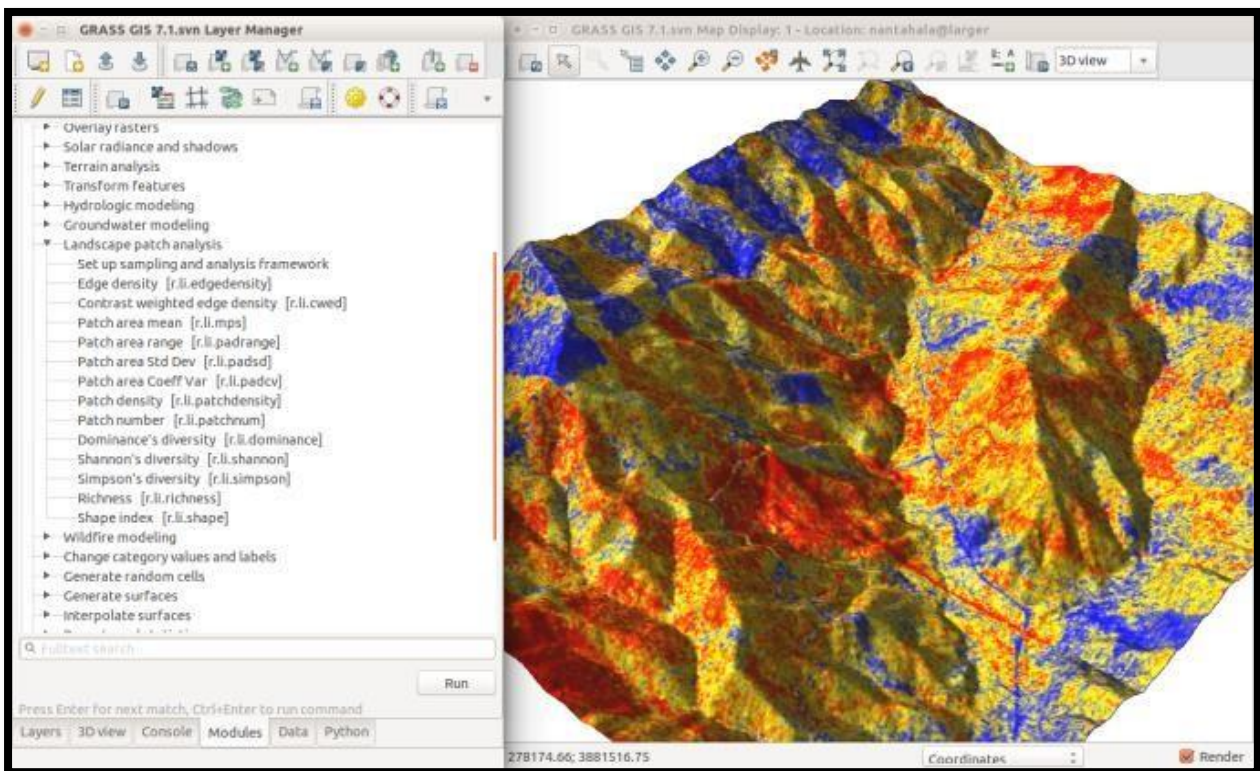 GRASS GIS 7.1.svn Layer Manager
GRASS GIS 7.1.svn Map Display: 1 - Location: nantahala@larger
3D view
Overlay rasters
Solar radiance and shadows
Terrain analysis
Transform features
Hydrologic modeling
Groundwater modeling
Landscape patch analysis
Set up sampling and analysis framework
Edge density [r.li.edgedensity]
Contrast weighted edge density [r.li.cwed]
Patch area mean [r.li.mps]
Patch area range [r.li.padrange]
Patch area Std Dev [r.li.padsd]
Patch area Coeff Var [r.li.padcv]
Patch density [r.li.patchdensity]
Patch number [r.li.patchnum]
Dominance's diversity [r.li.dominance]
Shannon's diversity [r.li.shannon]
Simpson's diversity [r.li.simpson]
Richness [r.li.richness]
Shape index [r.li.shape]
Wildfire modeling
Change category values and labels
Generate random cells
Generate surfaces
Interpolate surfaces
Fulltext search
Run
Press Enter for next match, Ctrl+Enter to run command
Layers 3D view Console Modules Data Python
278174.66; 3881516.75
Coordinates
Render